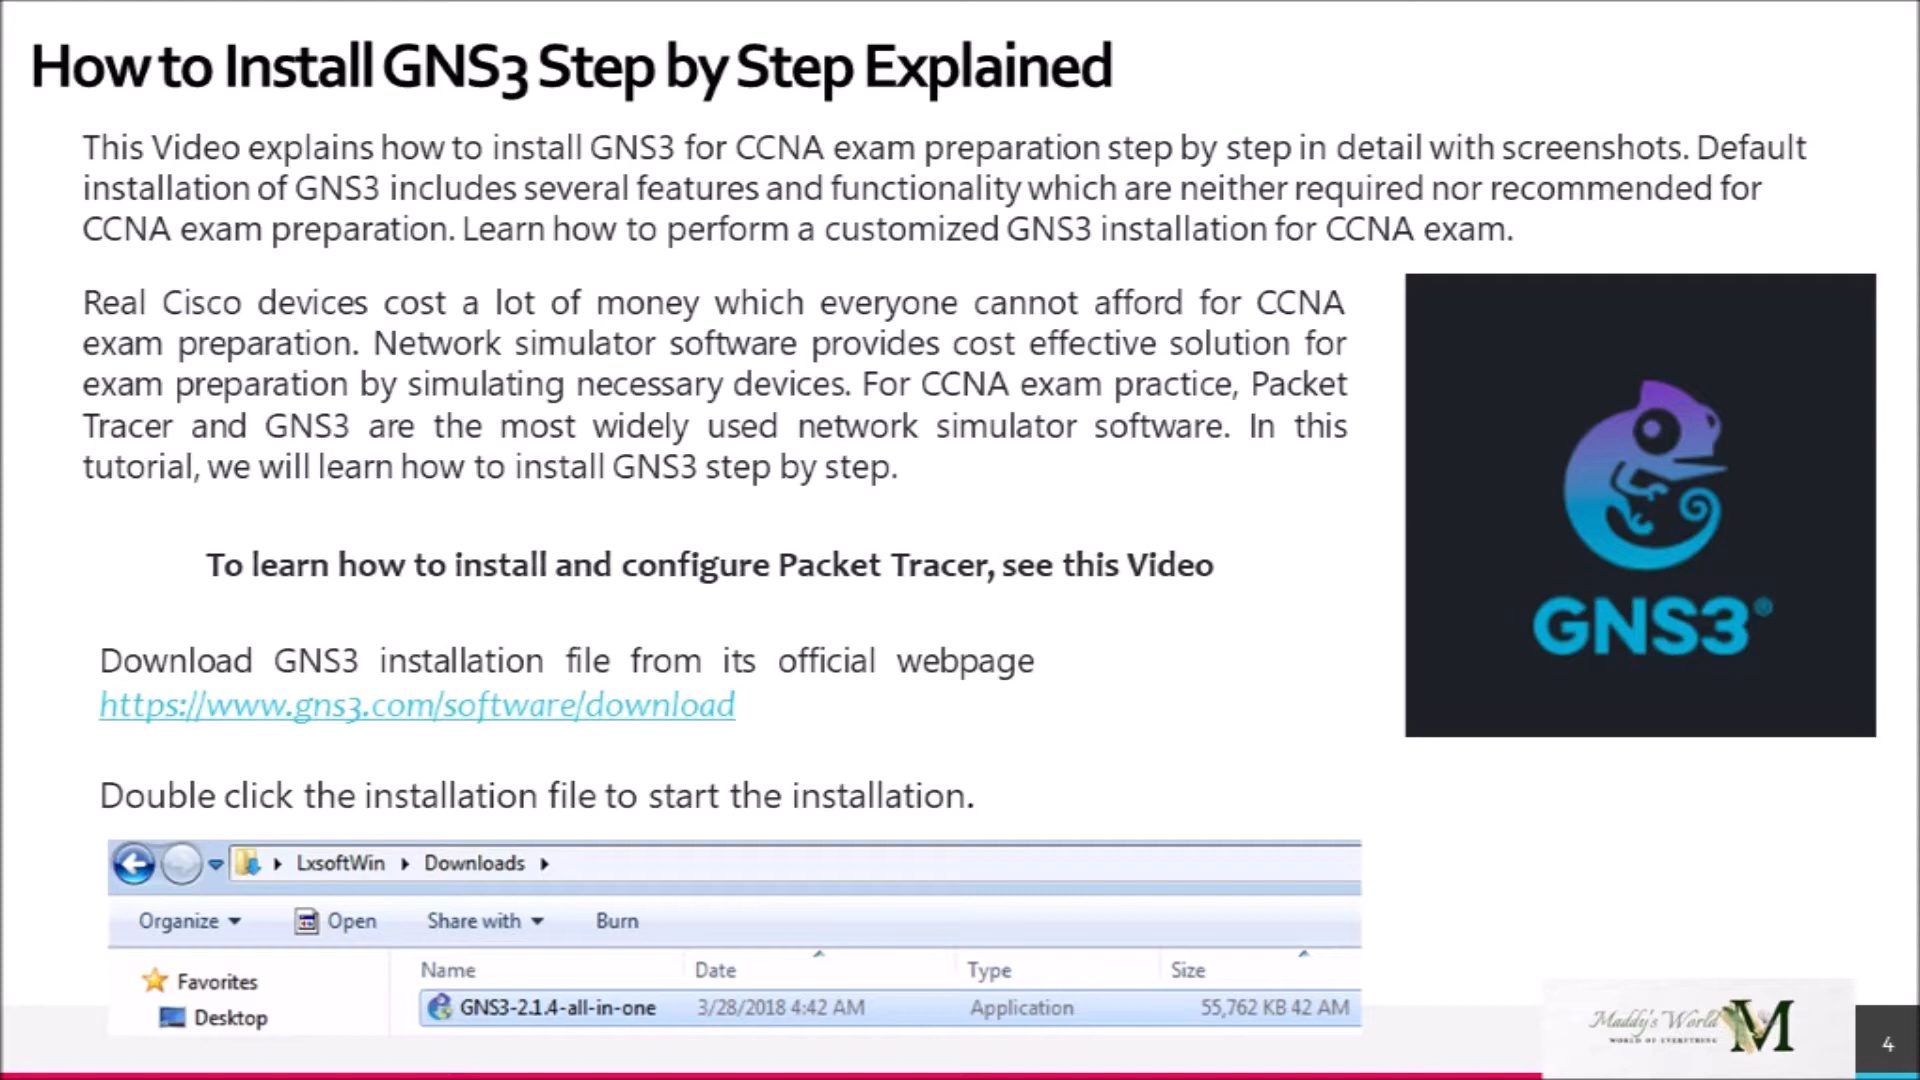 How to Install GNS3 Step by Step Explained
This Video explains how to install GNS3 for CCNA exam preparation step by step in detail with screenshots. Default
installation of GNS3 includes several features and functionality which are neither required nor recommended for
CCNA exam preparation. Learn how to perform a customized GNS3 installation for CCNA exam.
Real Cisco devices cost a lot of money which everyone cannot afford for CCNA
exam preparation. Network simulator software provides cost effective solution for
exam preparation by simulating necessary devices. For CCNA exam practice, Packet
Tracer and GNS3 are the most widely used network simulator software. In this
tutorial, we will learn how to install GNS3 step by step.
GNS3®
To learn how to install and configure Packet Tracer, see this Video
Download GNS3 installation file from its official webpage
https://www.gns3.com/software/download
Double click the installation file to start the installation.
LxsoftWin Downloads
Organize Open Share with Burn
Name Date Type Size
Favorites
GNS3-2.1.4-all-in-one 3/28/2018 4:42 AM Application 55,762 KB 42 AM
Desktop
Maddy's World M
WORLD OF EVERYTHING
4